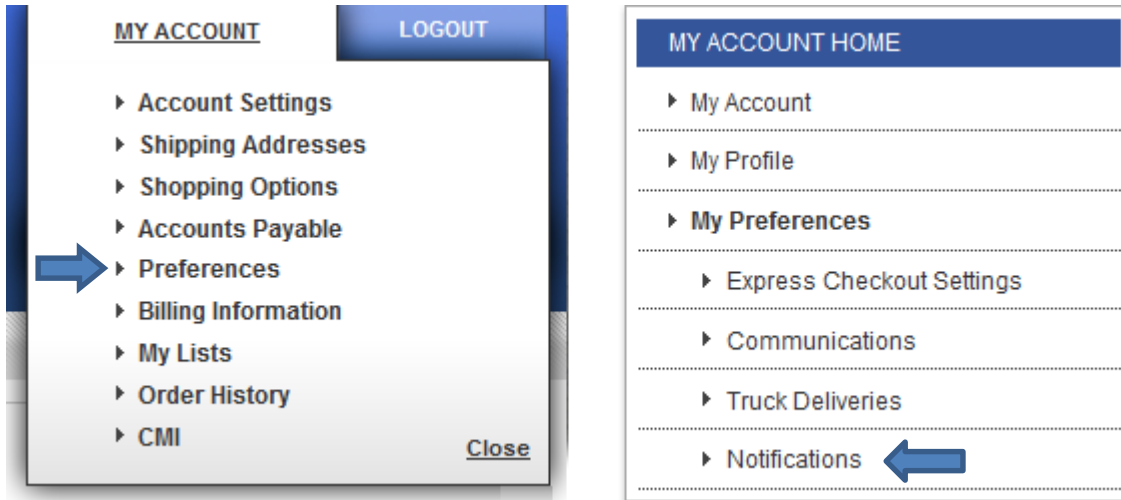 MY ACCOUNT
LOGOUT
Account Settings
Shipping Addresses
Shopping Options
Accounts Payable
Preferences
Billing Information
My Lists
Order History
CMI
Close
MY ACCOUNT HOME
My Account
My Profile
My Preferences
Express Checkout Settings
Communications
Truck Deliveries
Notifications